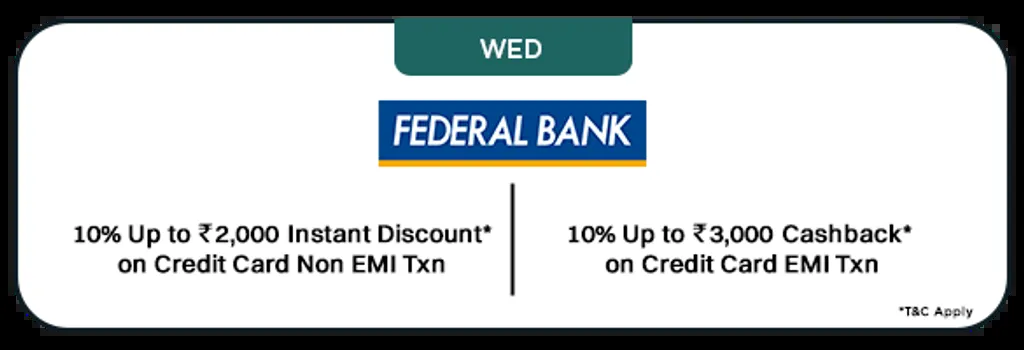 WED
FEDERAL BANK
10% Up to ₹2,000 Instant Discount*
on Credit Card Non EMI Txn
10% Up to ₹3,000 Cashback*
on Credit Card EMI Txn
*T&C Apply